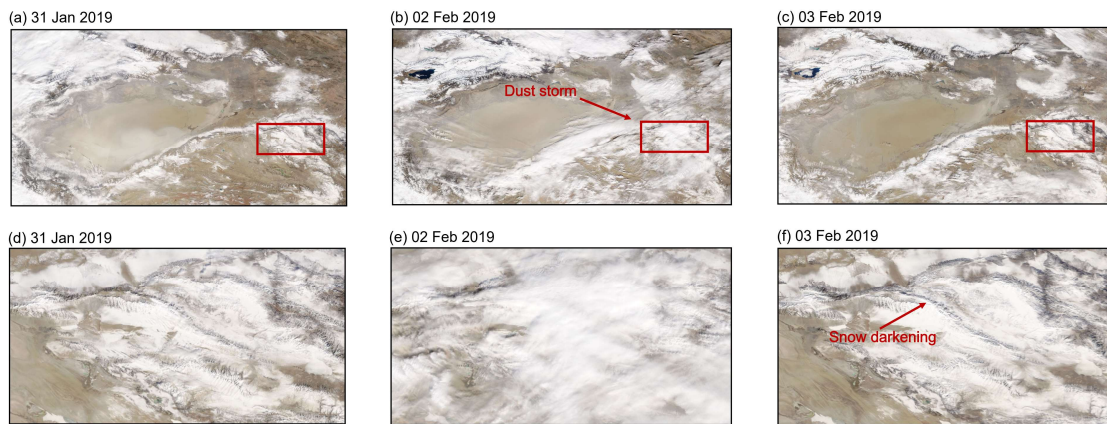 (a) 31 Jan 2019
(b) 02 Feb 2019
(c) 03 Feb 2019
Dust storm
(d) 31 Jan 2019
(e) 02 Feb 2019
(f) 03 Feb 2019
Snow darkening